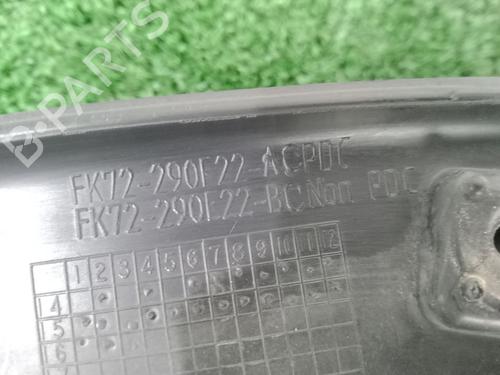 B-PARTS
FK72-290F22-ACPDC
FK72-290F22-BCNon PDC
1 2 3 4 5 6 7 8 9 10 11 12
4
5
6